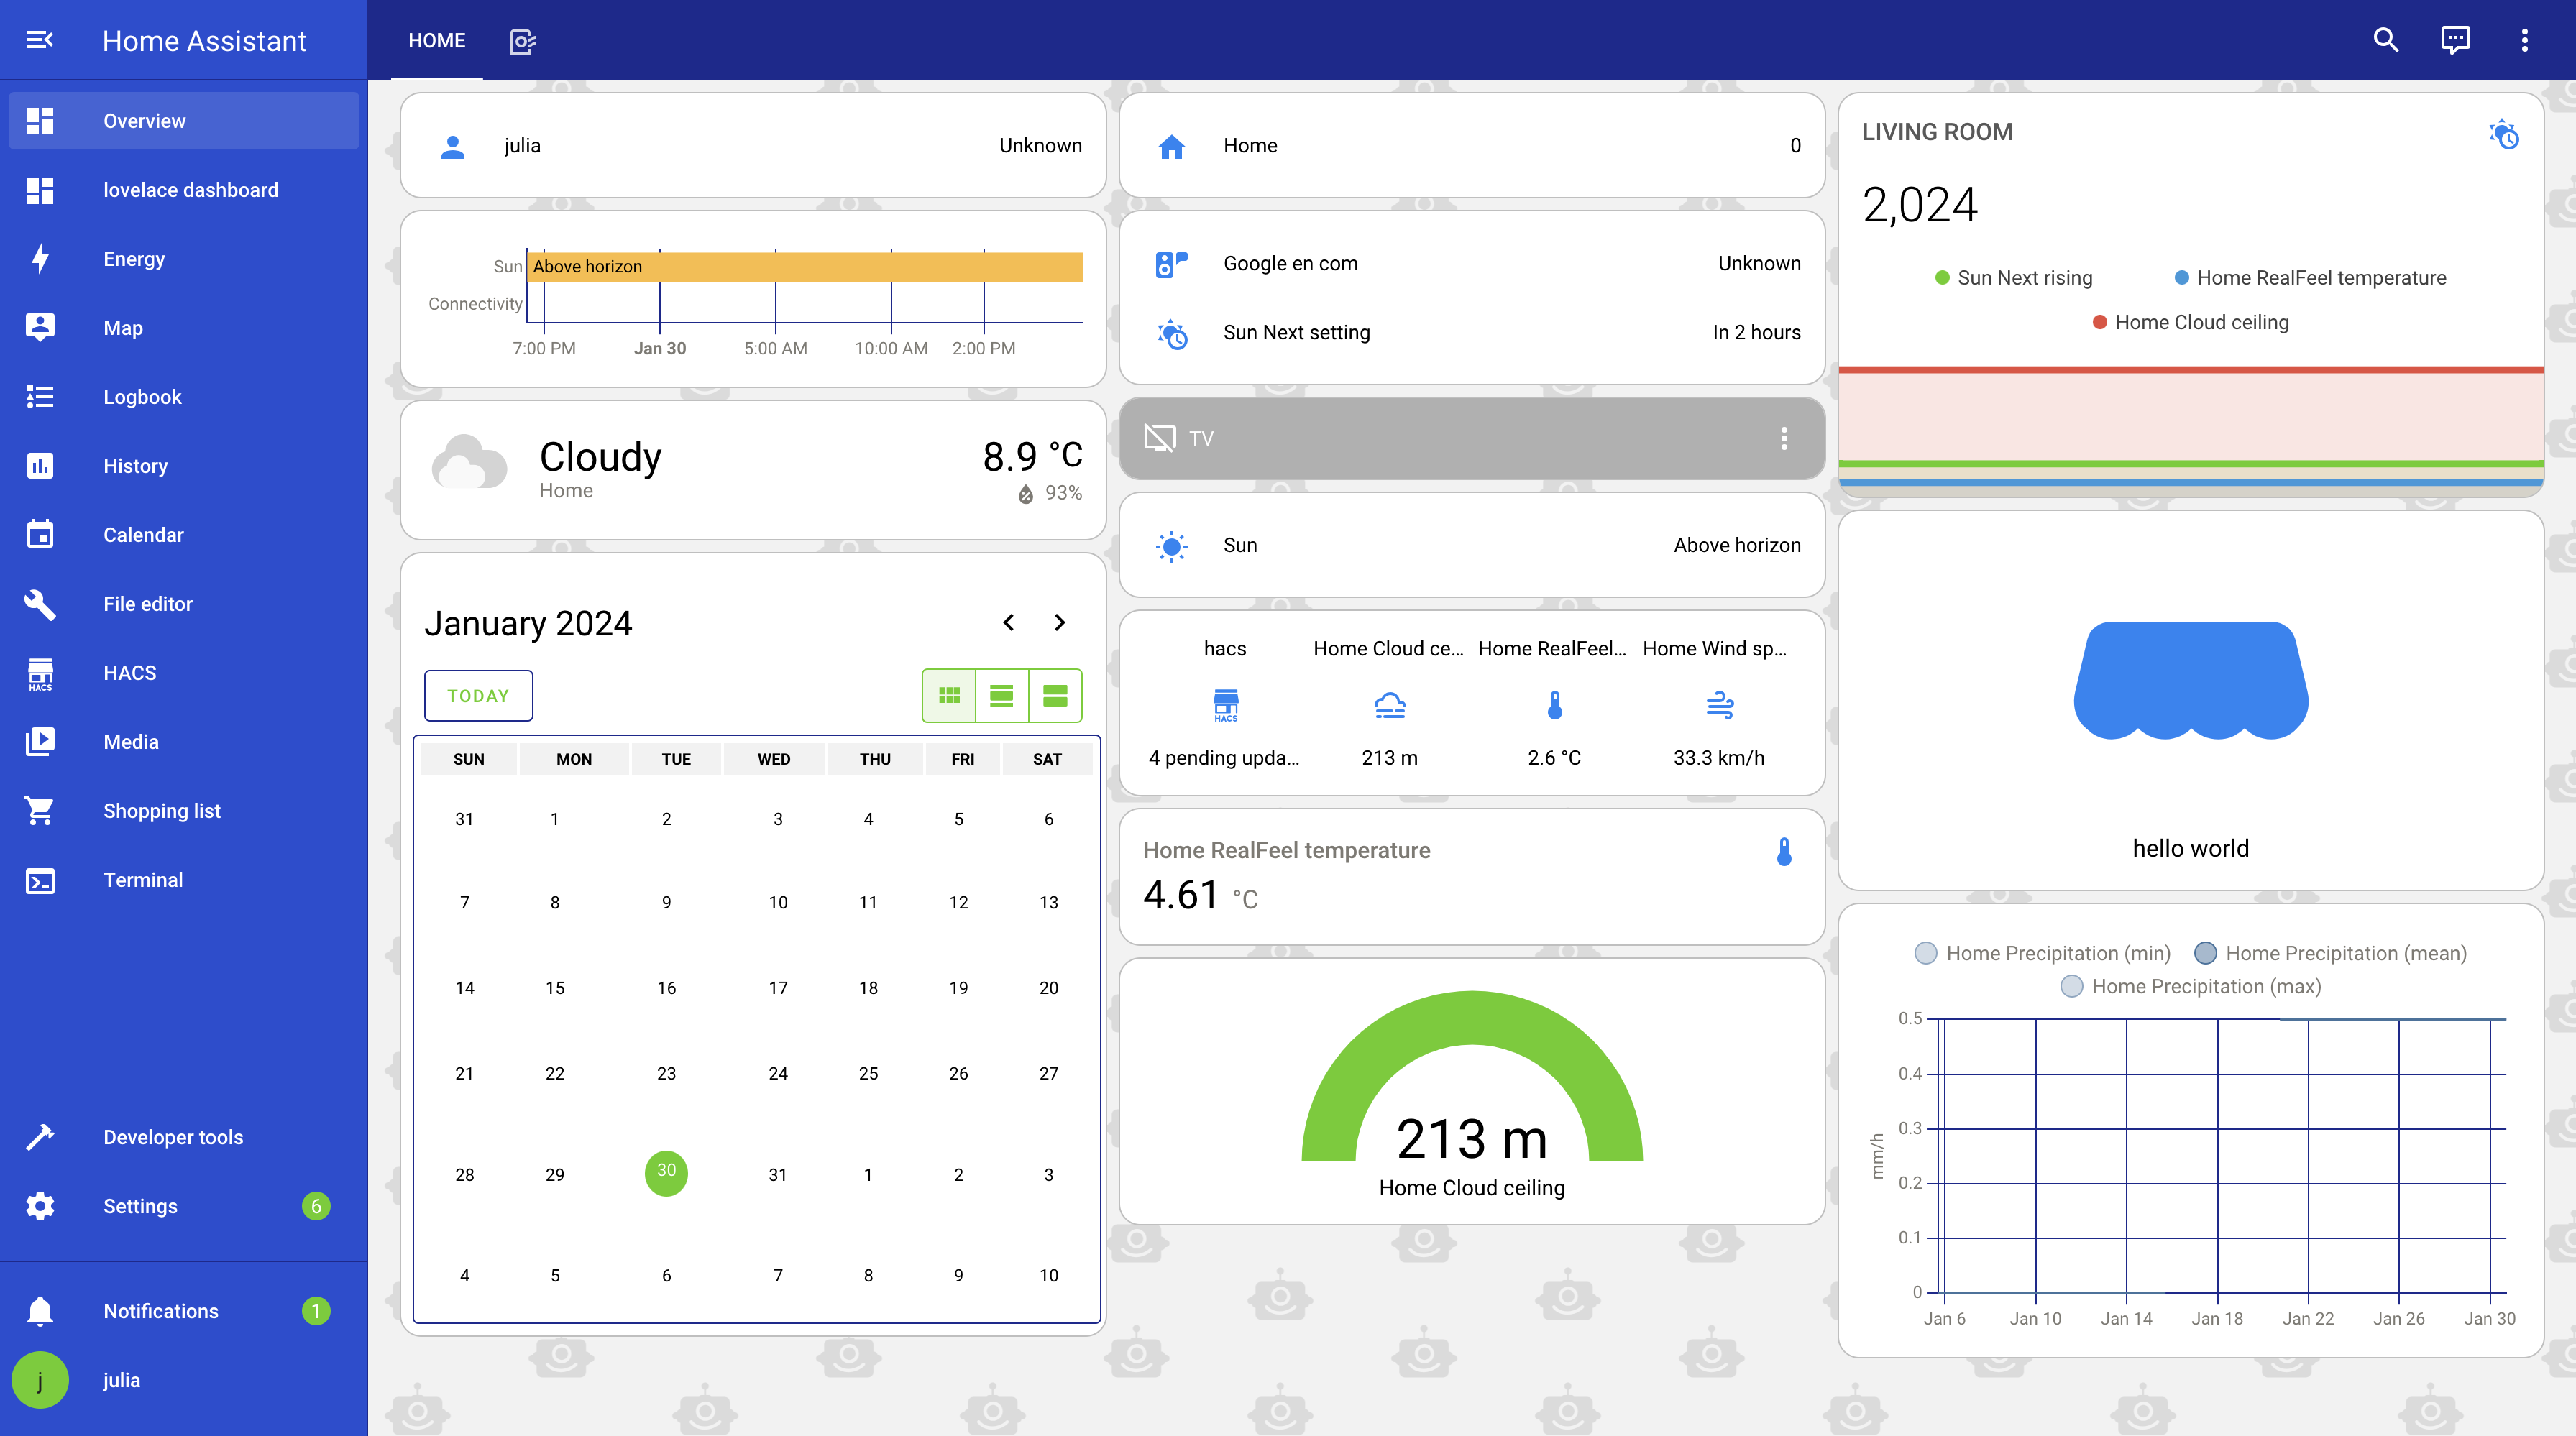 Home Assistant
Overview
lovelace dashboard
Energy
Map
Logbook
History
Calendar
File editor
HACS
HACS
Media
Shopping list
Terminal
Developer tools
Settings 6
Notifications 1
j julia
HOME
julia Unknown
Sun Above horizon
Connectivity
7:00 PM Jan 30 5:00 AM 10:00 AM 2:00 PM
Cloudy 8.9 °C
Home 93%
January 2024
TODAY
SUN MON TUE WED THU FRI SAT
31 1 2 3 4 5 6
7 8 9 10 11 12 13
14 15 16 17 18 19 20
21 22 23 24 25 26 27
28 29 30 31 1 2 3
4 5 6 7 8 9 10
Home 0
Google en com Unknown
Sun Next setting In 2 hours
TV
Sun Above horizon
hacs Home Cloud ce... Home RealFeel... Home Wind sp...
HACS
4 pending upda... 213 m 2.6 °C 33.3 km/h
Home RealFeel temperature
4.61 °C
213 m
Home Cloud ceiling
LIVING ROOM
2,024
Sun Next rising Home RealFeel temperature
Home Cloud ceiling
hello world
Home Precipitation (min) Home Precipitation (mean)
Home Precipitation (max)
0.5
0.4
0.3
0.2
0.1
0
mm/h
Jan 6 Jan 10 Jan 14 Jan 18 Jan 22 Jan 26 Jan 30